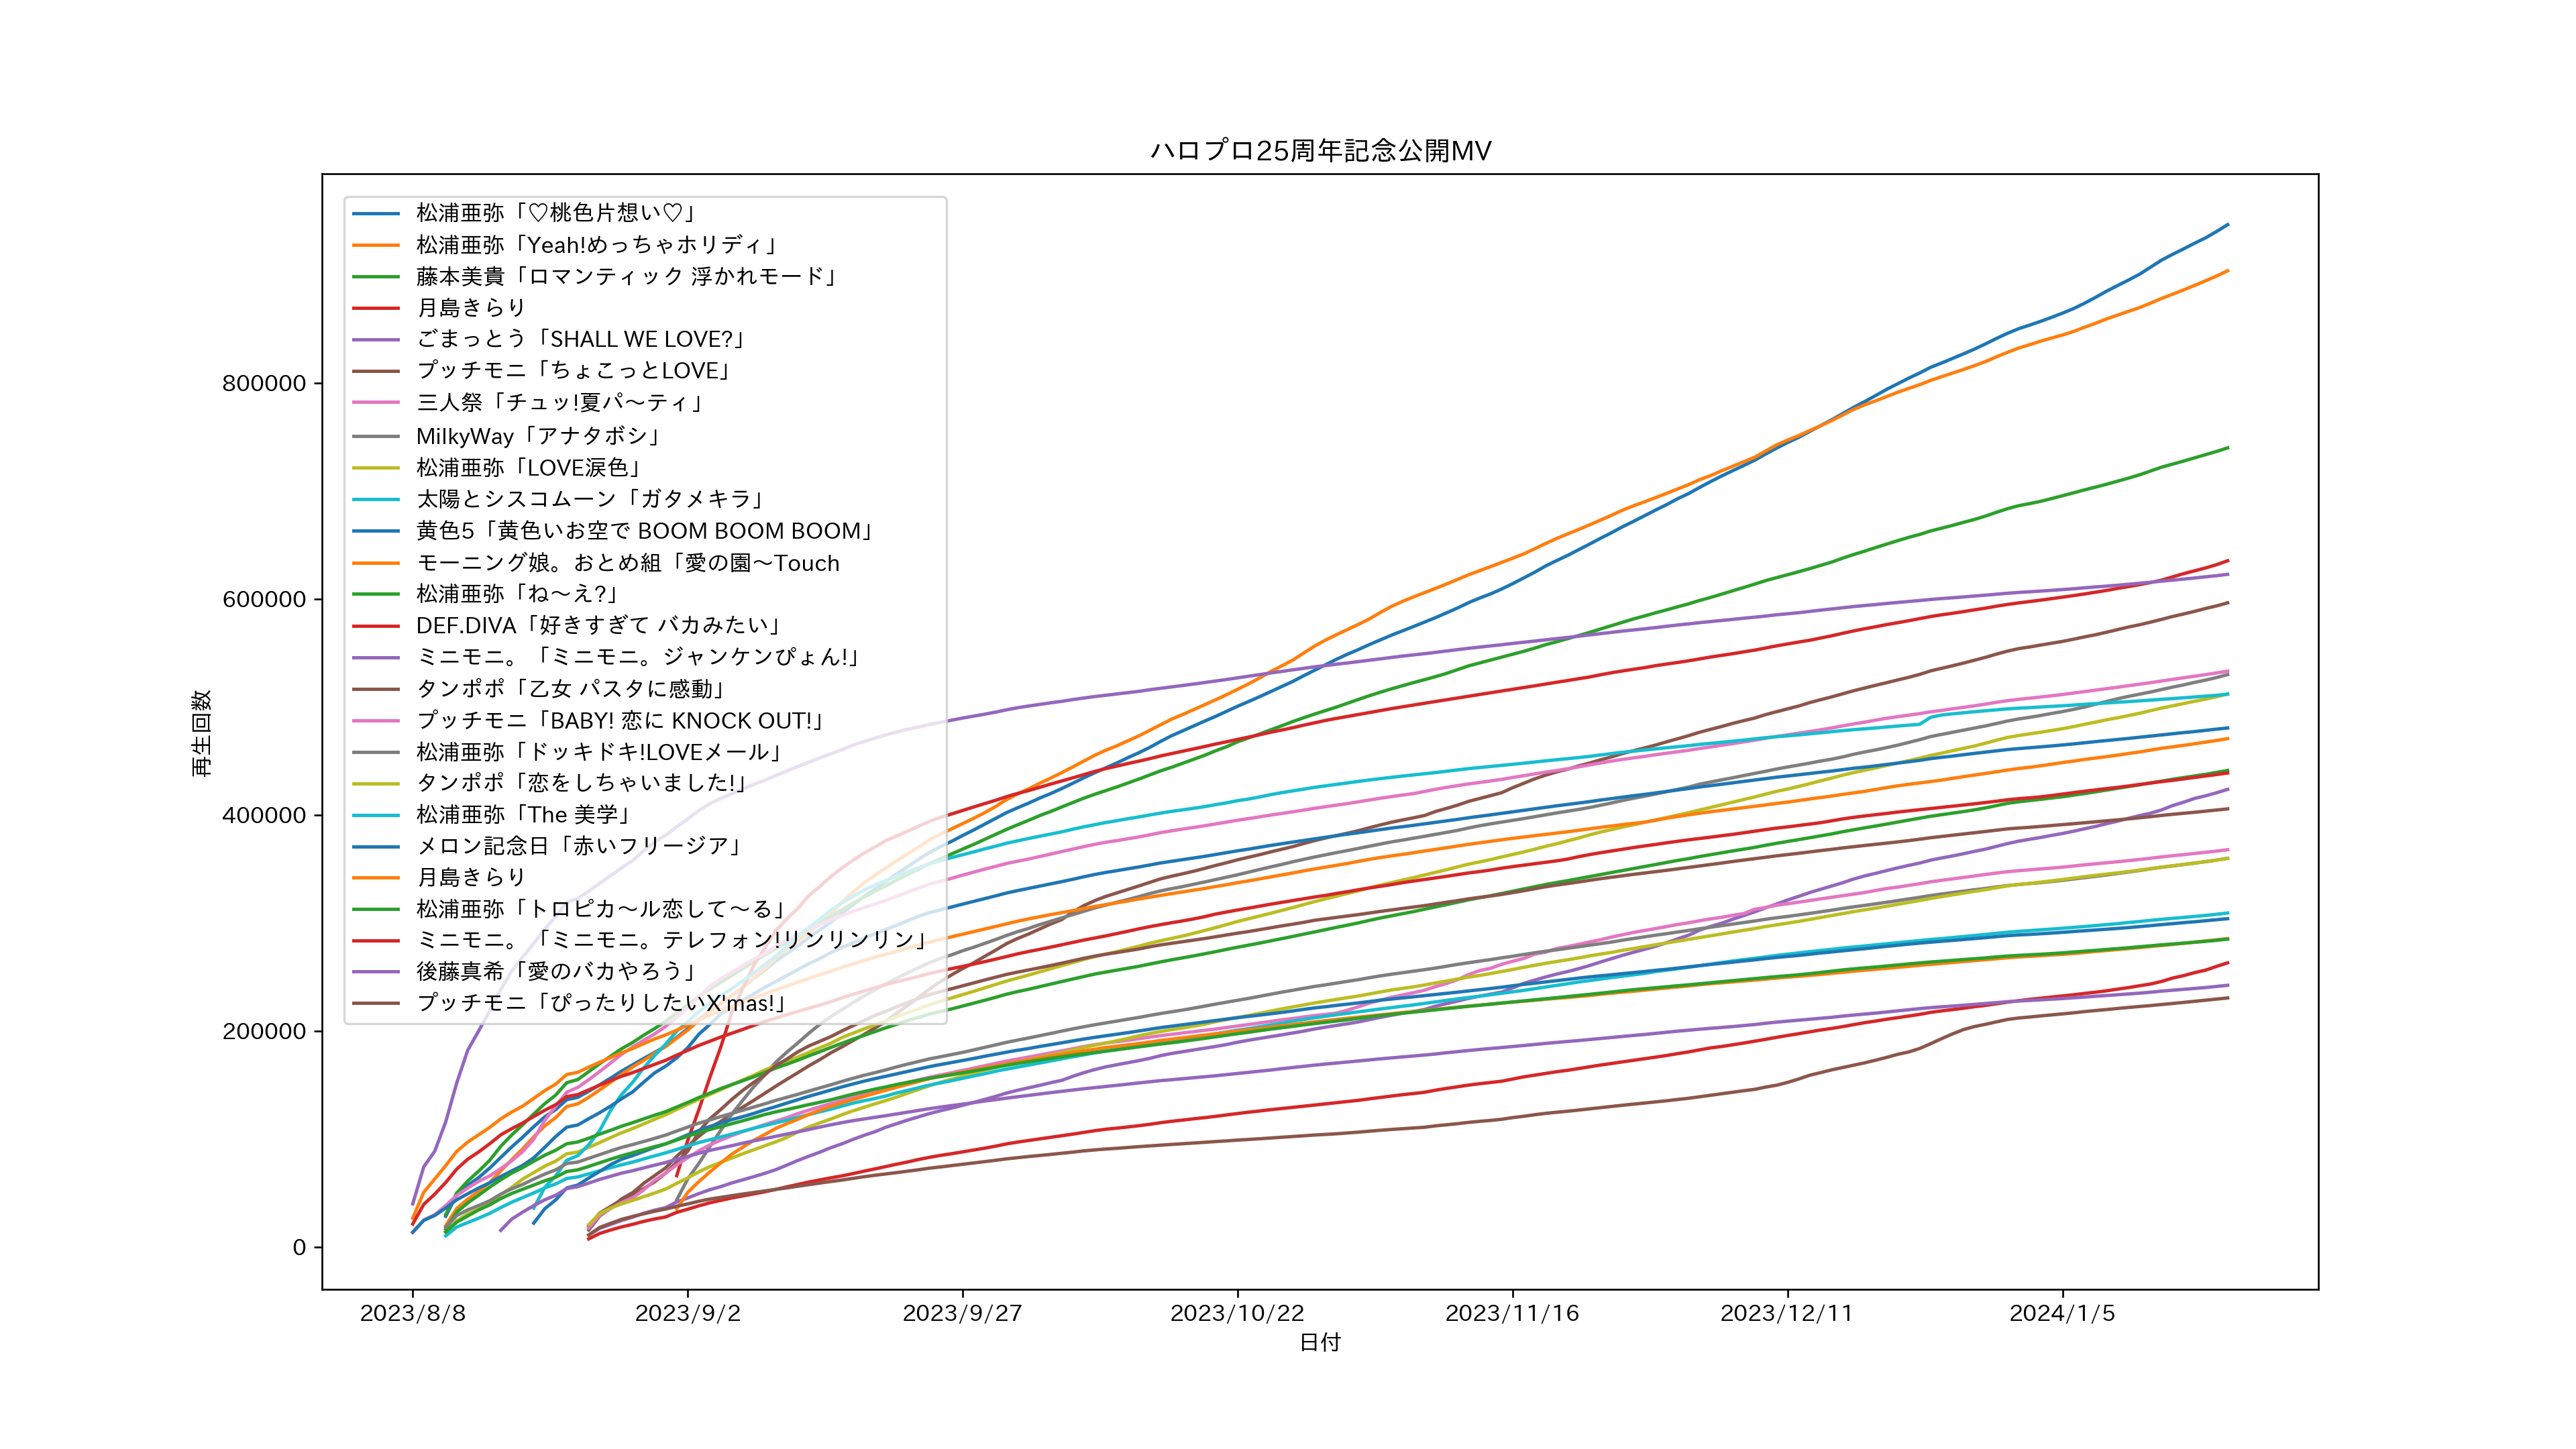 ハロプロ25周年記念公開MV
松浦亜弥「♡桃色片想い♡」
松浦亜弥「Yeah!めっちゃホリディ」
藤本美貴「ロマンティック 浮かれモード」
月島きらり
ごまっとう「SHALL WE LOVE?」
プッチモニ「ちょこっとLOVE」
三人祭「チュッ!夏パ〜ティ」
MilkyWay「アナタボシ」
松浦亜弥「LOVE涙色」
太陽とシスコムーン「ガタメキラ」
黄色5「黄色いお空で BOOM BOOM BOOM」
モーニング娘。おとめ組「愛の園〜Touch
松浦亜弥「ね〜え?」
DEF.DIVA「好きすぎて バカみたい」
ミニモニ。「ミニモニ。ジャンケンぴょん!」
タンポポ「乙女 パスタに感動」
プッチモニ「BABY! 恋に KNOCK OUT!」
松浦亜弥「ドッキドキ!LOVEメール」
タンポポ「恋をしちゃいました!」
松浦亜弥「The 美学」
メロン記念日「赤いフリージア」
月島きらり
松浦亜弥「トロピカ〜ル恋して〜る」
ミニモニ。「ミニモニ。テレフォン!リンリンリン」
後藤真希「愛のバカやろう」
プッチモニ「ぴったりしたいX'mas!」
再生回数
800000
600000
400000
200000
0
2023/8/8
2023/9/2
2023/9/27
2023/10/22
2023/11/16
2023/12/11
2024/1/5
日付